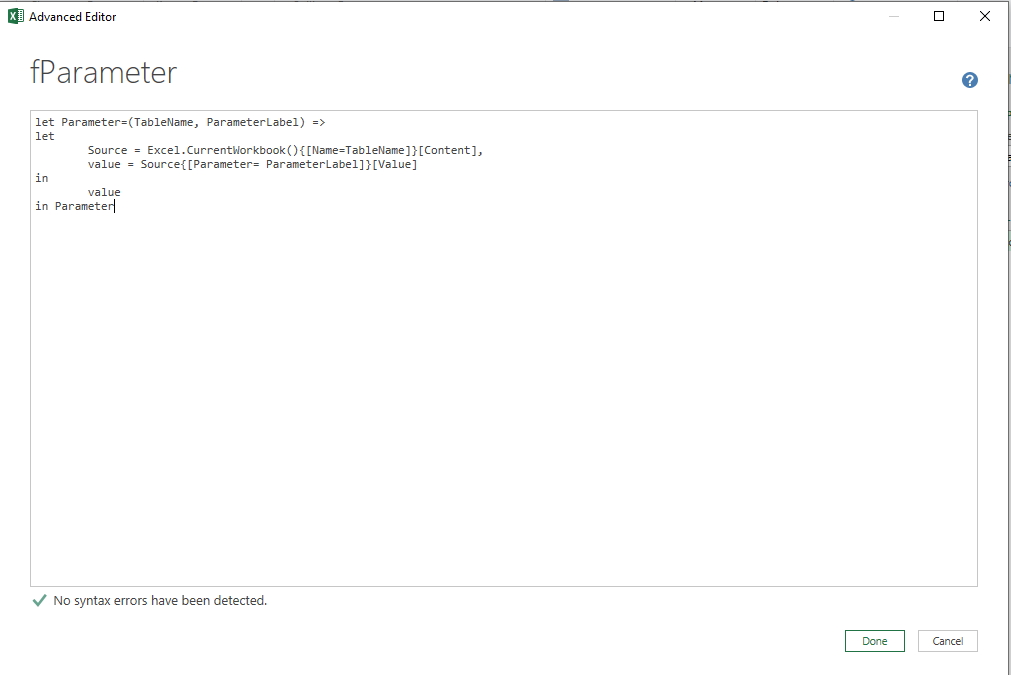 Advanced Editor
fParameter
let Parameter=(TableName, ParameterLabel) =>
let
        Source = Excel.CurrentWorkbook(){[Name=TableName]}[Content],
        value = Source{[Parameter= ParameterLabel]}[Value]
in
        value
in Parameter
No syntax errors have been detected.
Done Cancel